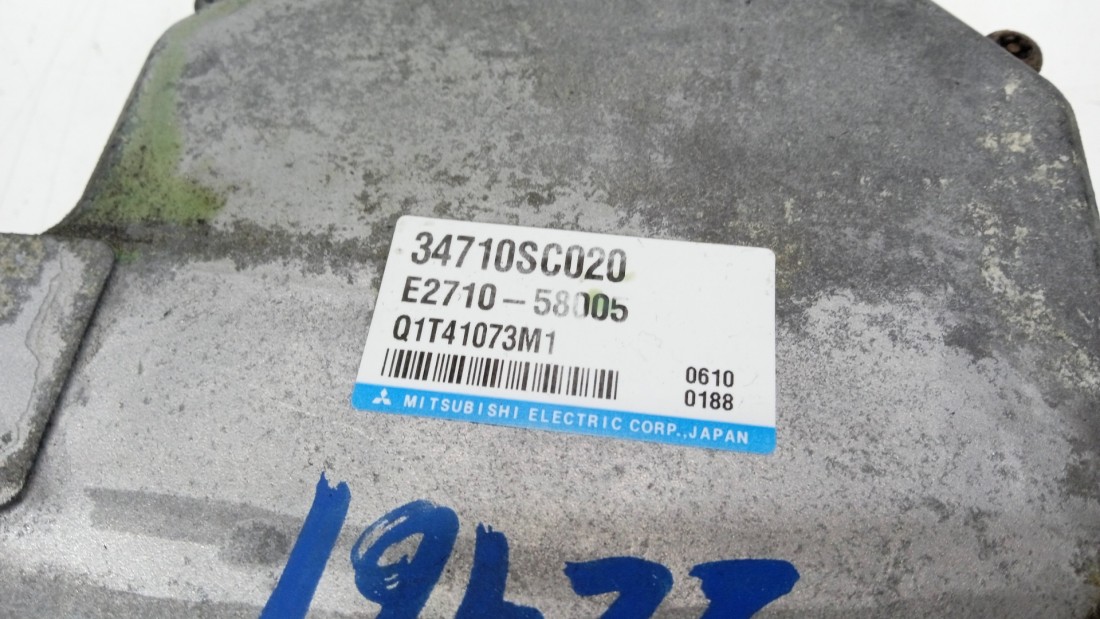 34710SC020
E2710-58005
Q1T41073M1
0610
0188
MITSUBISHI ELECTRIC CORP.,JAPAN